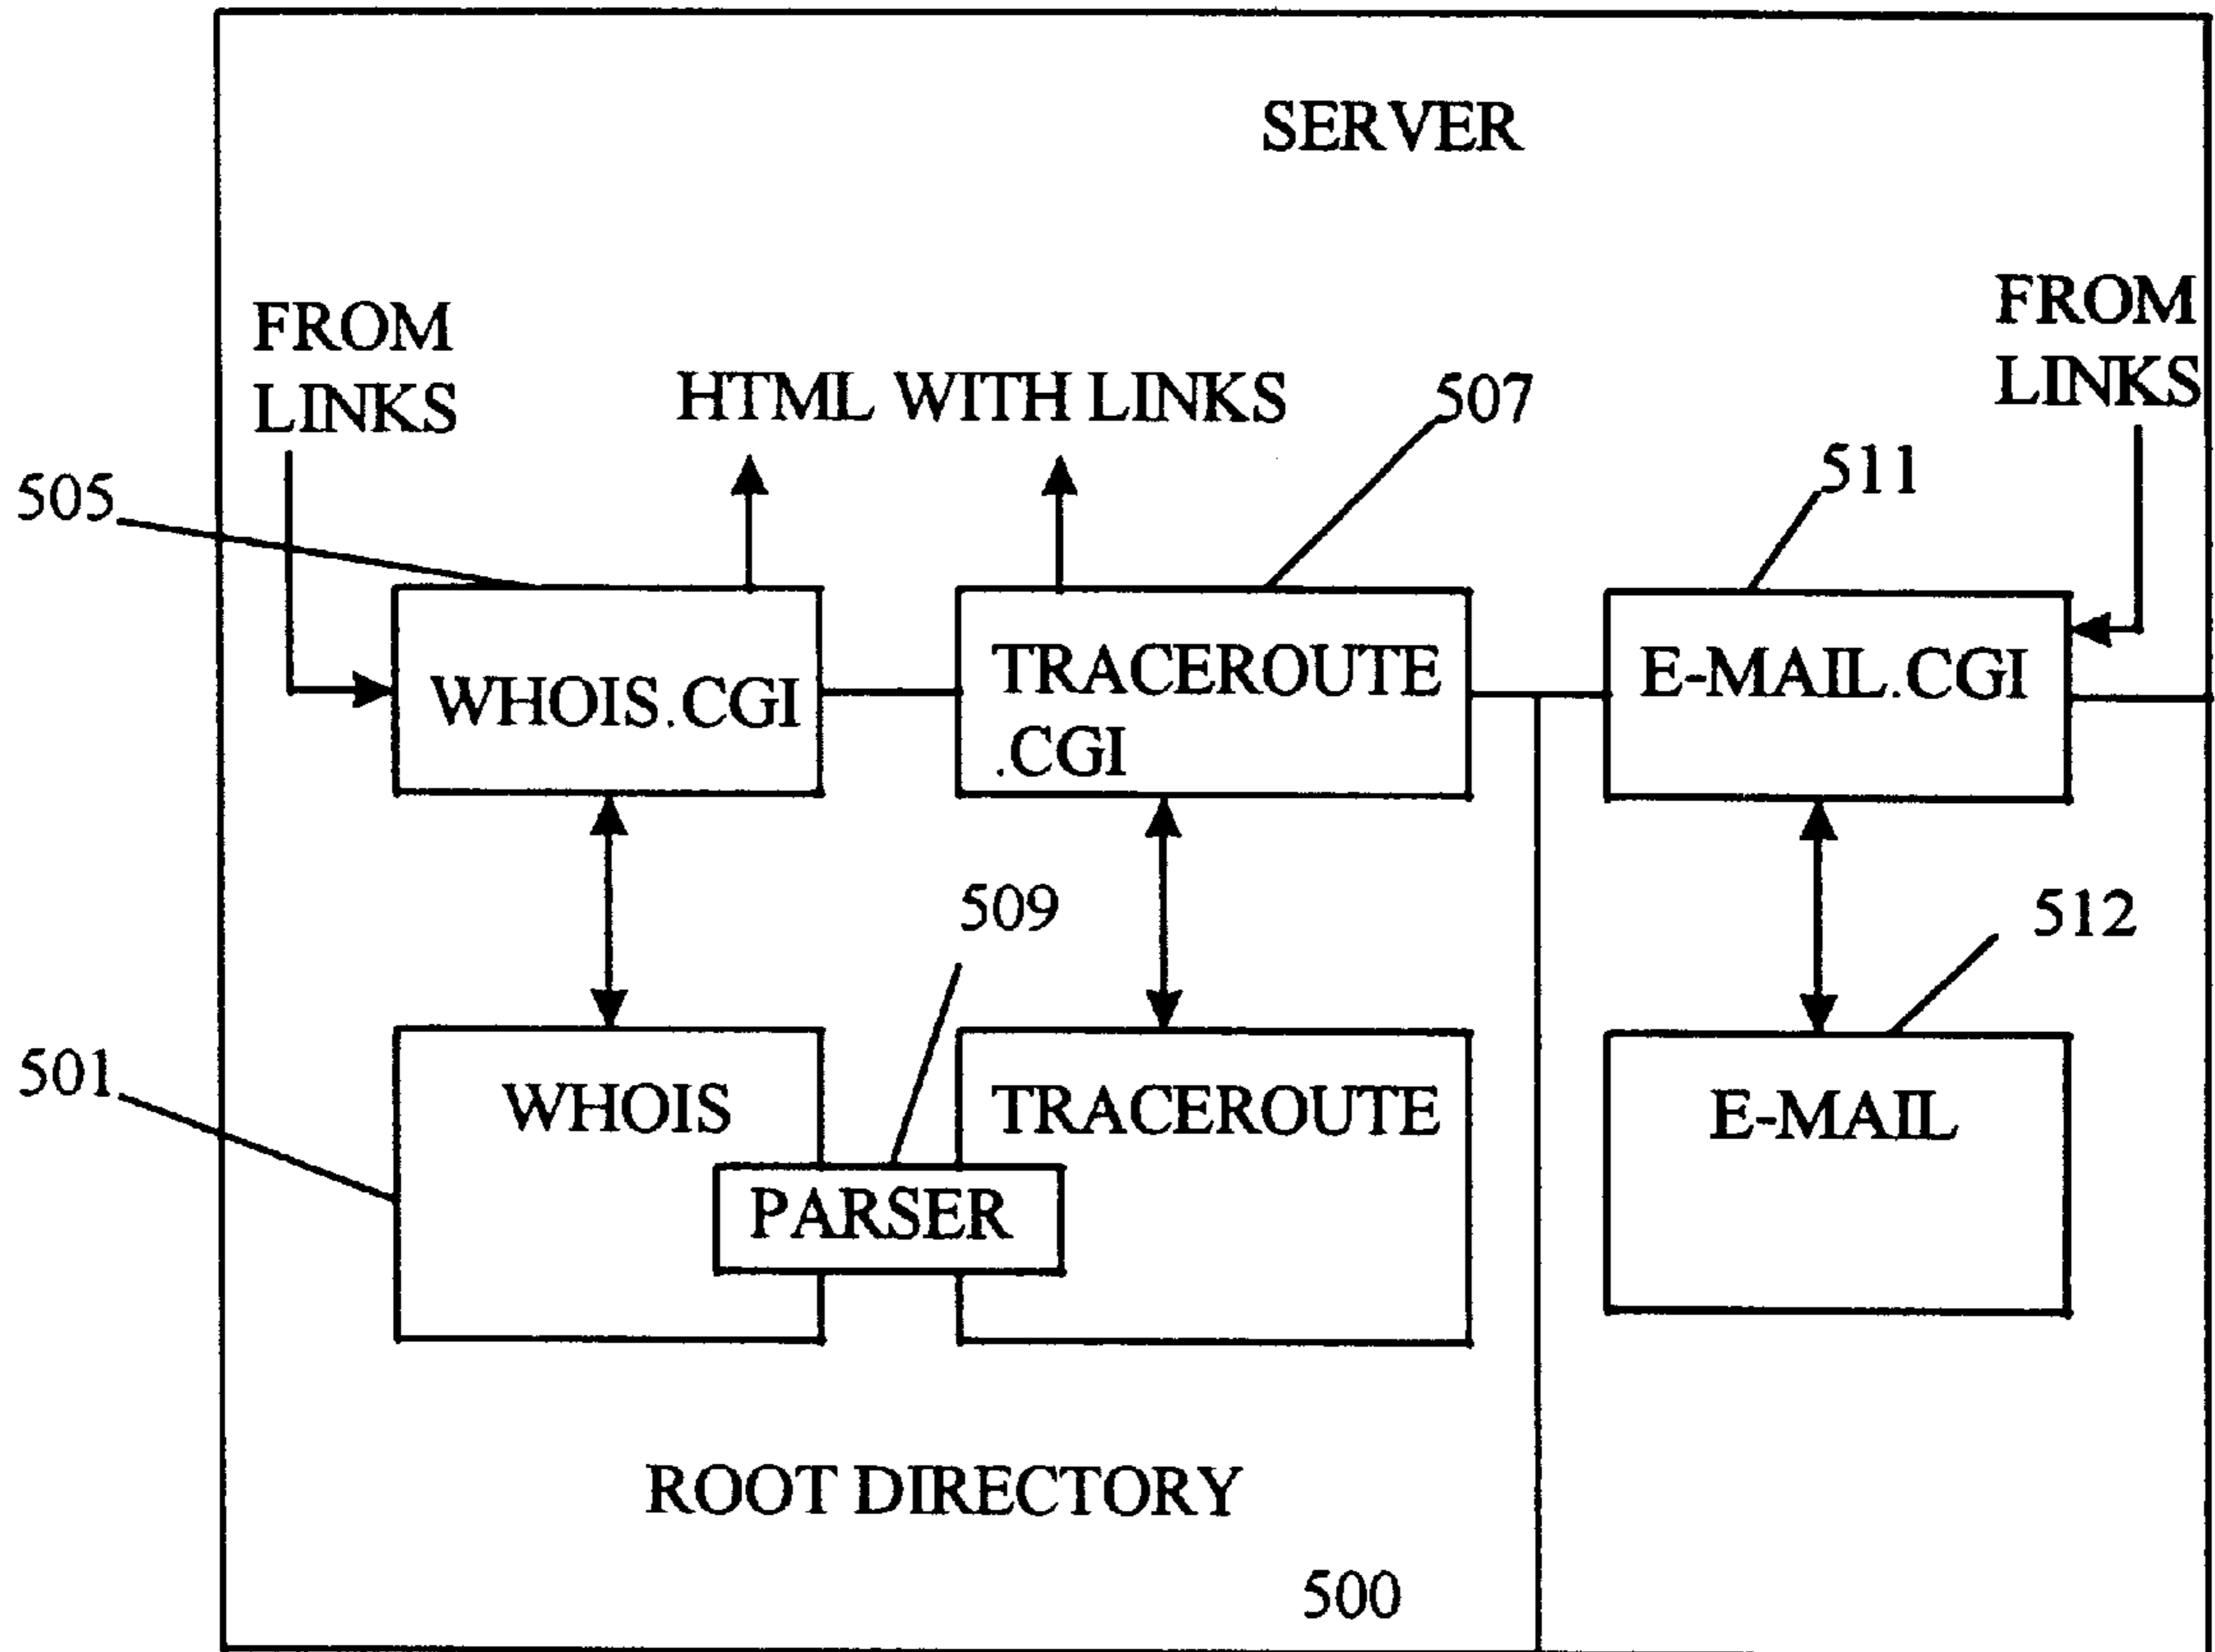 SERVER
FROM
LINKS
HTML WITH LINKS
507
FROM
LINKS
505
511
WHOIS.CGI
TRACEROUTE
.CGI
E-MAIL.CGI
509
512
501
WHOIS
TRACEROUTE
E-MAIL
PARSER
ROOT DIRECTORY
500